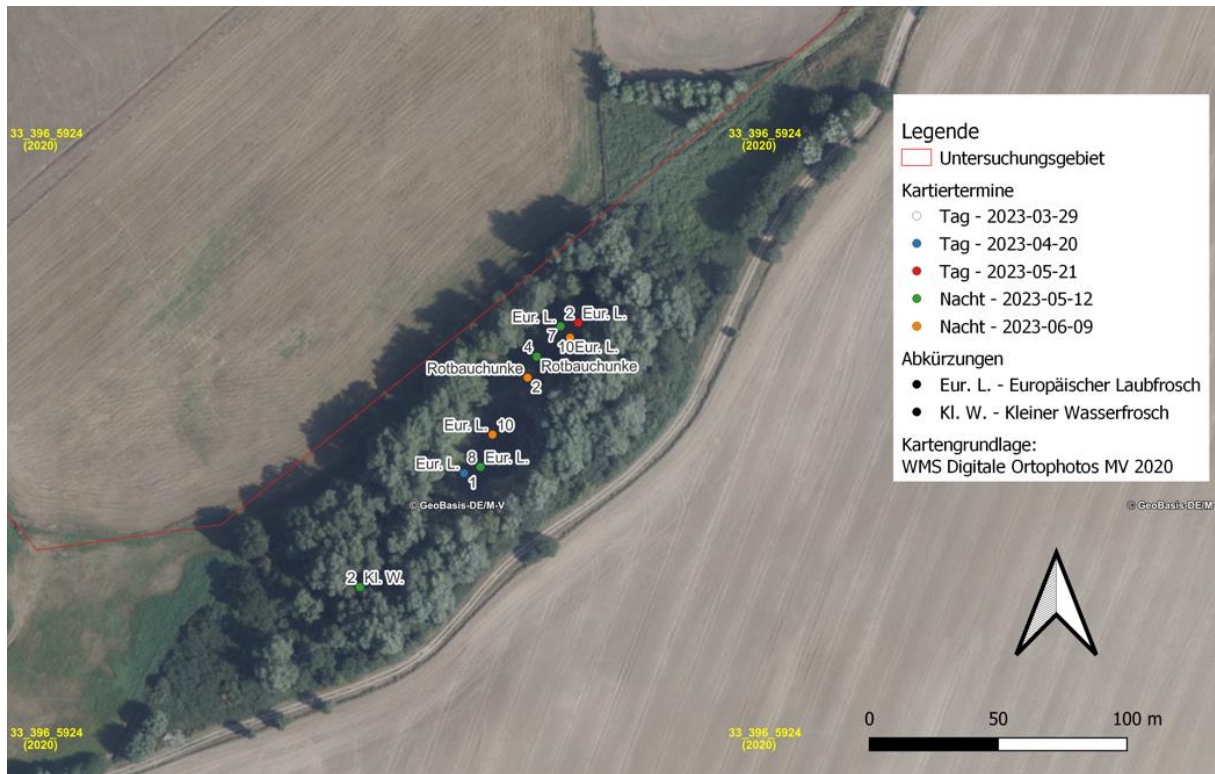 33_396_5924
(2020)
33_396_5924
(2020)
Legende
Untersuchungsgebiet
Kartiertermine
Tag - 2023-03-29
Tag - 2023-04-20
Tag - 2023-05-21
Nacht - 2023-05-12
Nacht - 2023-06-09
Abkürzungen
Eur. L. - Europäischer Laubfrosch
Kl. W. - Kleiner Wasserfrosch
Kartengrundlage:
WMS Digitale Ortophotos MV 2020
Eur. L.
2 Eur. L.
7
10 Eur. L.
4
Rotbauchunke
Rotbauchunke
2
Eur. L. 10
8 Eur. L.
Eur. L.
1
© GeoBasis-DE/M-V
© GeoBasis-DE/M
2 Kl. W.
33_396_5924
(2020)
33_396_5924
(2020)
0 50 100 m